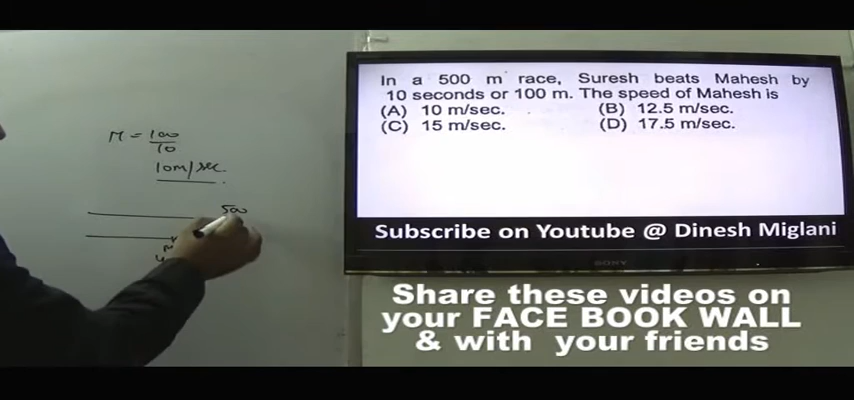 M = 100
10
10m/sec.
500
M
In a 500 m race, Suresh beats Mahesh by
10 seconds or 100 m. The speed of Mahesh is
(A) 10 m/sec. (B) 12.5 m/sec.
(C) 15 m/sec. (D) 17.5 m/sec.
Subscribe on Youtube @ Dinesh Miglani
SONY
Share these videos on
your FACE BOOK WALL
& with your friends